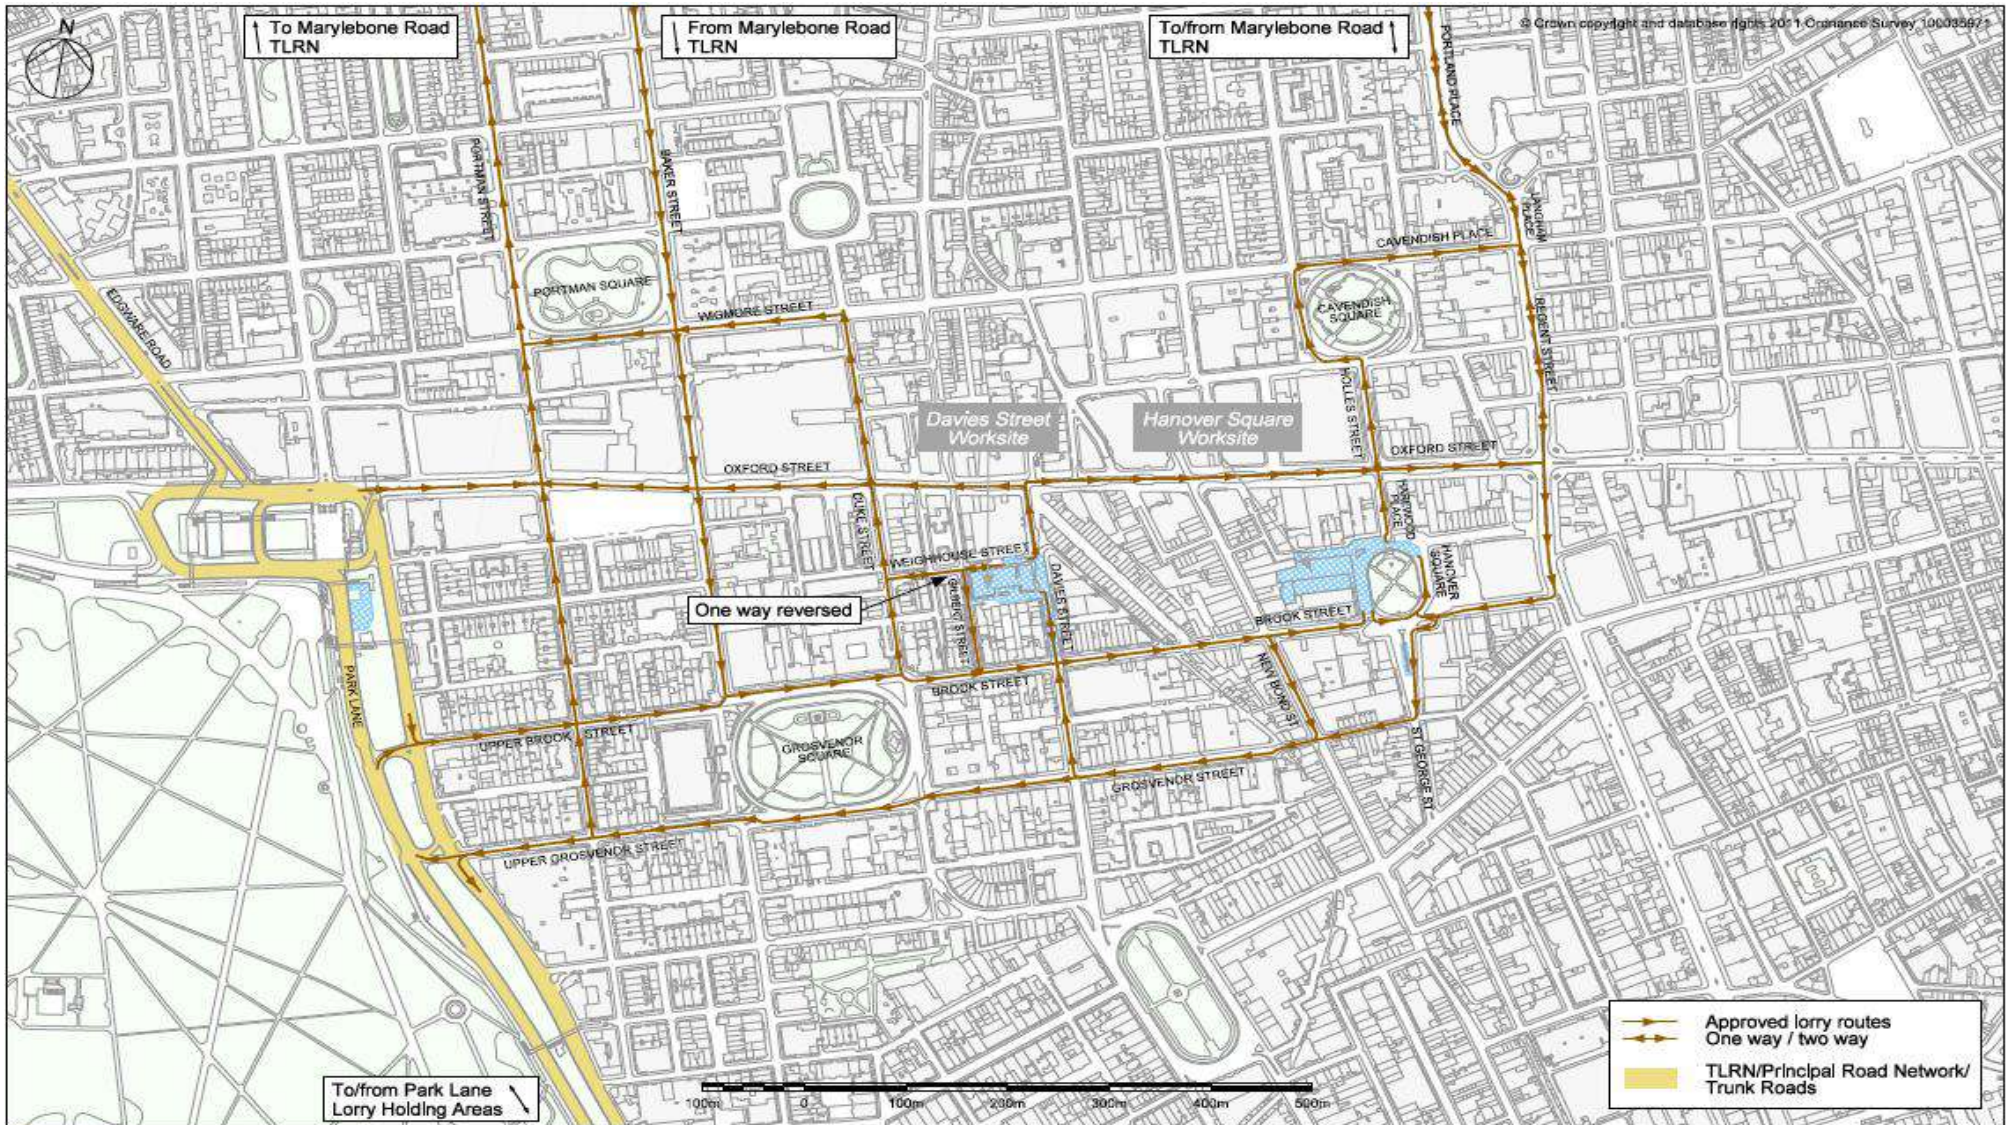 N
To Marylebone Road
TLRN
From Marylebone Road
TLRN
To/from Marylebone Road
TLRN
© Crown copyright and database rights 2011 Ordnance Survey 100035971
PORTLAND PLACE
PORTMAN STREET
BAKER STREET
LANGHAM
PLACE
CAVENDISH PLACE
PORTMAN SQUARE
EDGWARE ROAD
WIGMORE STREET
CAVENDISH
SQUARE
REGENT STREET
HOLLES STREET
Davies Street
Worksite
Hanover Square
Worksite
OXFORD STREET
OXFORD STREET
DUKE STREET
HAREWOOD
PLACE
WEIGHHOUSE STREET
HANOVER
SQUARE
DAVIES STREET
GILBERT STREET
One way reversed
BROOK STREET
NEW BOND ST
PARK LANE
BROOK STREET
UPPER BROOK STREET
GROSVENOR
SQUARE
ST GEORGE ST
GROSVENOR STREET
UPPER GROSVENOR STREET
To/from Park Lane
Lorry Holding Areas
100m 0 100m 200m 300m 400m 500m
Approved lorry routes
One way / two way
TLRN/Principal Road Network/
Trunk Roads